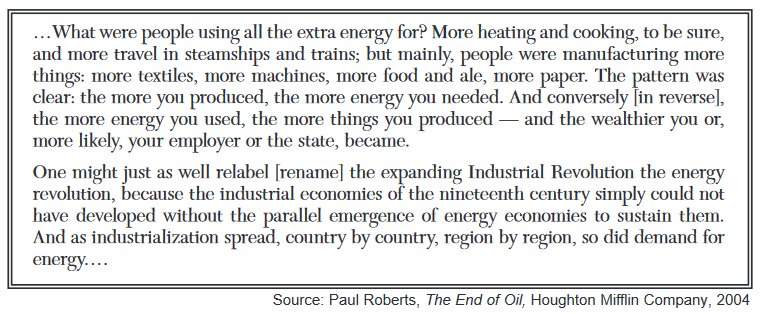 …What were people using all the extra energy for? More heating and cooking, to be sure,
and more travel in steamships and trains; but mainly, people were manufacturing more
things: more textiles, more machines, more food and ale, more paper. The pattern was
clear: the more you produced, the more energy you needed. And conversely [in reverse],
the more energy you used, the more things you produced — and the wealthier you or,
more likely, your employer or the state, became.
One might just as well relabel [rename] the expanding Industrial Revolution the energy
revolution, because the industrial economies of the nineteenth century simply could not
have developed without the parallel emergence of energy economies to sustain them.
And as industrialization spread, country by country, region by region, so did demand for
energy.…
Source: Paul Roberts, The End of Oil, Houghton Mifflin Company, 2004